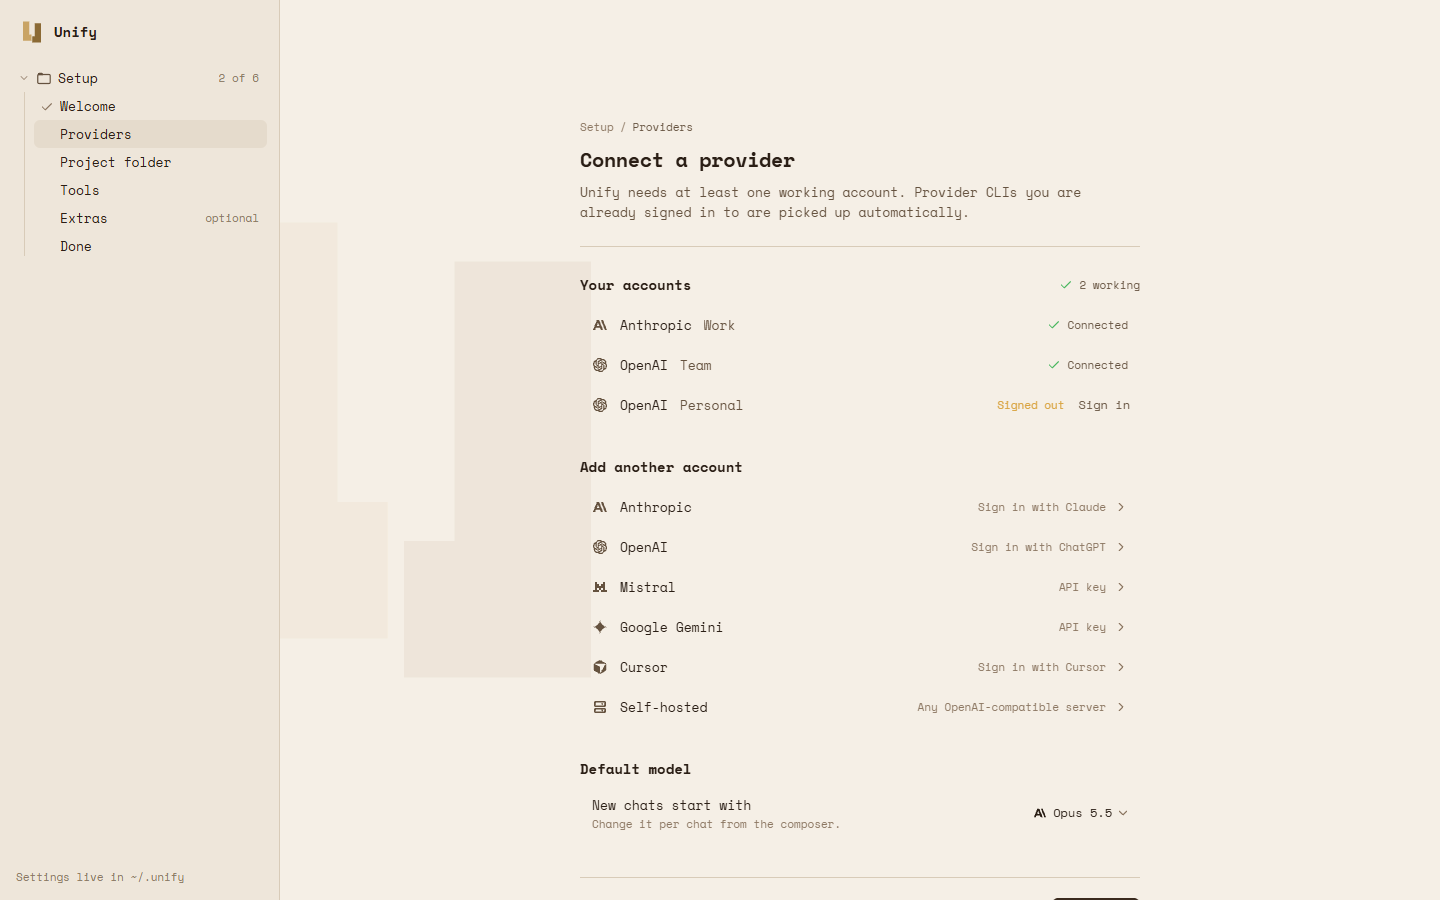 Unify
Setup 2 of 6
Welcome
Providers
Project folder
Tools
Extras optional
Done
Settings live in ~/.unify
Setup / Providers
Connect a provider
Unify needs at least one working account. Provider CLIs you are
already signed in to are picked up automatically.
Your accounts 2 working
Anthropic Work Connected
OpenAI Team Connected
OpenAI Personal Signed out Sign in
Add another account
Anthropic Sign in with Claude
OpenAI Sign in with ChatGPT
Mistral API key
Google Gemini API key
Cursor Sign in with Cursor
Self-hosted Any OpenAI-compatible server
Default model
New chats start with Opus 5.5
Change it per chat from the composer.